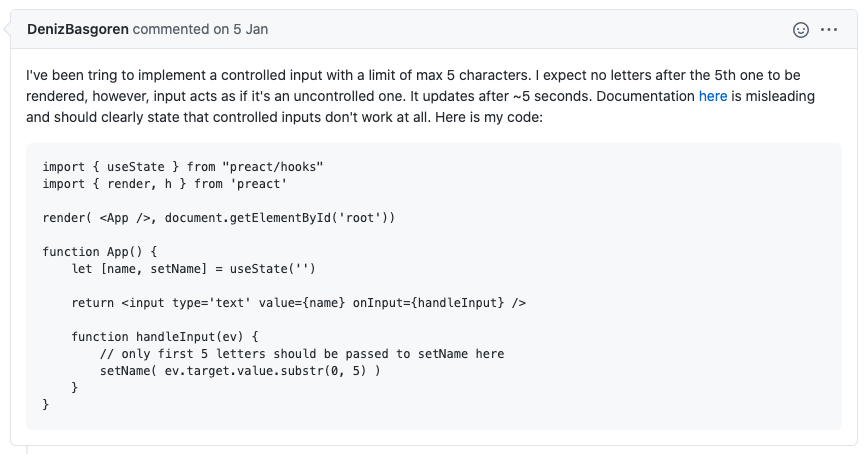 DenizBasgoren commented on 5 Jan
I've been tring to implement a controlled input with a limit of max 5 characters. I expect no letters after the 5th one to be
rendered, however, input acts as if it's an uncontrolled one. It updates after ~5 seconds. Documentation here is misleading
and should clearly state that controlled inputs don't work at all. Here is my code:
import { useState } from "preact/hooks"
import { render, h } from 'preact'
render( <App />, document.getElementById('root'))
function App() {
    let [name, setName] = useState('')
    return <input type='text' value={name} onInput={handleInput} />
    function handleInput(ev) {
        // only first 5 letters should be passed to setName here
        setName( ev.target.value.substr(0, 5) )
    }
}